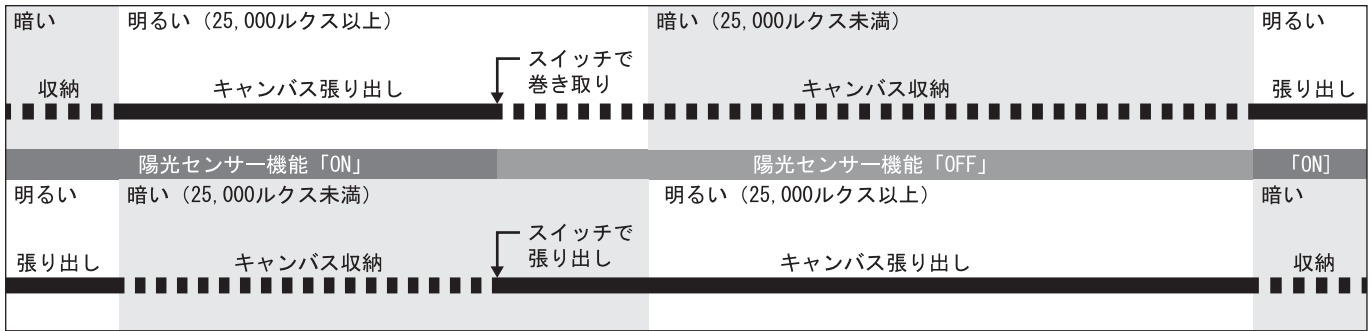 暗い
明るい（25,000ルクス以上）
暗い（25,000ルクス未満）
明るい
スイッチで
巻き取り
収納
キャンバス張り出し
キャンバス収納
張り出し
陽光センサー機能「ON」
陽光センサー機能「OFF」
「ON]
明るい
暗い（25,000ルクス未満）
明るい（25,000ルクス以上）
暗い
スイッチで
張り出し
張り出し
キャンバス収納
キャンバス張り出し
収納